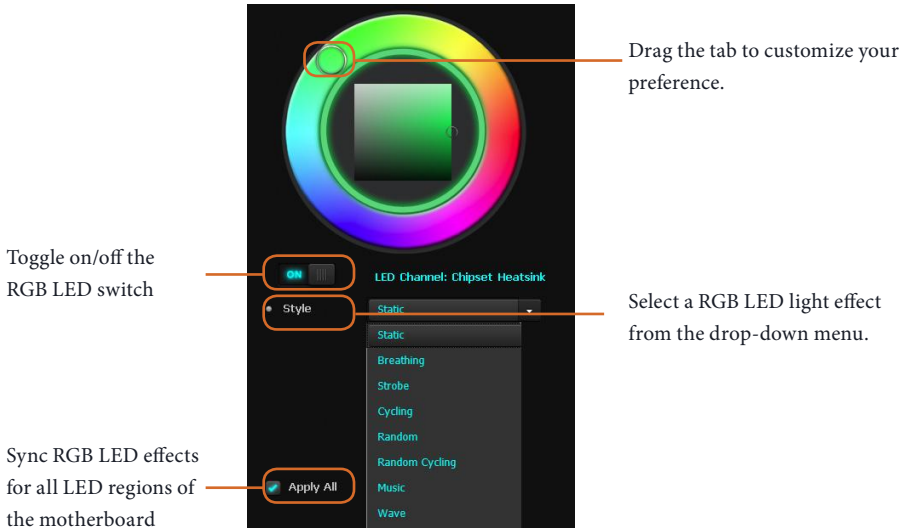 Drag the tab to customize your
preference.
Toggle on/off the
RGB LED switch
ON
LED Channel: Chipset Heatsink
Style
Static
Select a RGB LED light effect
from the drop-down menu.
Static
Breathing
Strobe
Cycling
Random
Random Cycling
Music
Wave
Sync RGB LED effects
for all LED regions of
the motherboard
Apply All